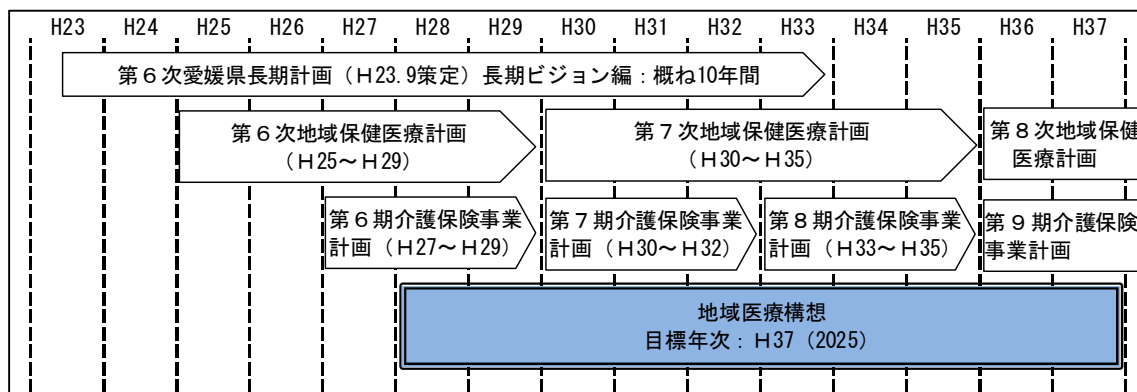 H23 H24 H25 H26 H27 H28 H29 H30 H31 H32 H33 H34 H35 H36 H37
第６次愛媛県長期計画（Ｈ23.9策定）長期ビジョン編：概ね10年間
第６次地域保健医療計画
（Ｈ25～Ｈ29）
第７次地域保健医療計画
（Ｈ30～Ｈ35）
第８次地域保健
医療計画
第６期介護保険事業
計画（Ｈ27～Ｈ29）
第７期介護保険事業
計画（Ｈ30～Ｈ32）
第８期介護保険事業
計画（Ｈ33～Ｈ35）
第９期介護保険
事業計画
地域医療構想
目標年次：Ｈ37（2025）